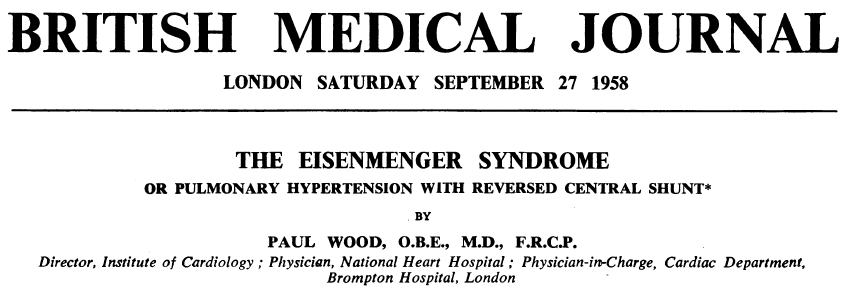 BRITISH MEDICAL JOURNAL
LONDON SATURDAY SEPTEMBER 27 1958
THE EISENMENGER SYNDROME
OR PULMONARY HYPERTENSION WITH REVERSED CENTRAL SHUNT*
BY
PAUL WOOD, O.B.E., M.D., F.R.C.P.
Director, Institute of Cardiology ; Physician, National Heart Hospital ; Physician-in-Charge, Cardiac Department,
Brompton Hospital, London